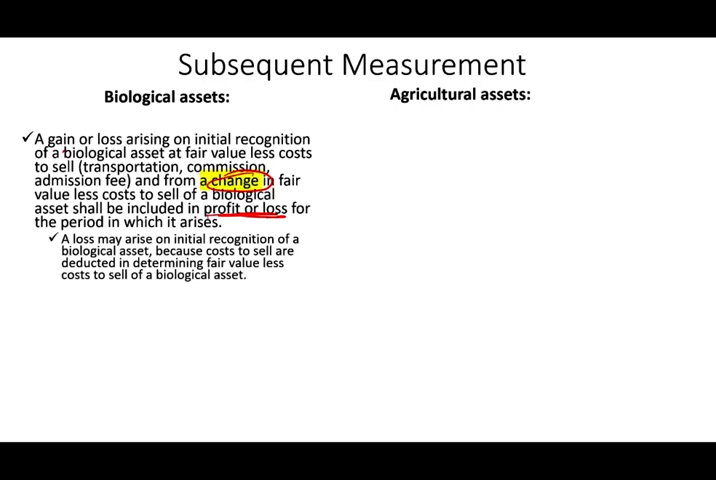 Subsequent Measurement
Biological assets:
Agricultural assets:
✓A gain or loss arising on initial recognition
of a biological asset at fair value less costs
to sell (transportation, commission,
admission fee) and from a change in fair
value less costs to sell of a biological
asset shall be included in profit or loss for
the period in which it arises.
✓ A loss may arise on initial recognition of a
biological asset, because costs to sell are
deducted in determining fair value less
costs to sell of a biological asset.